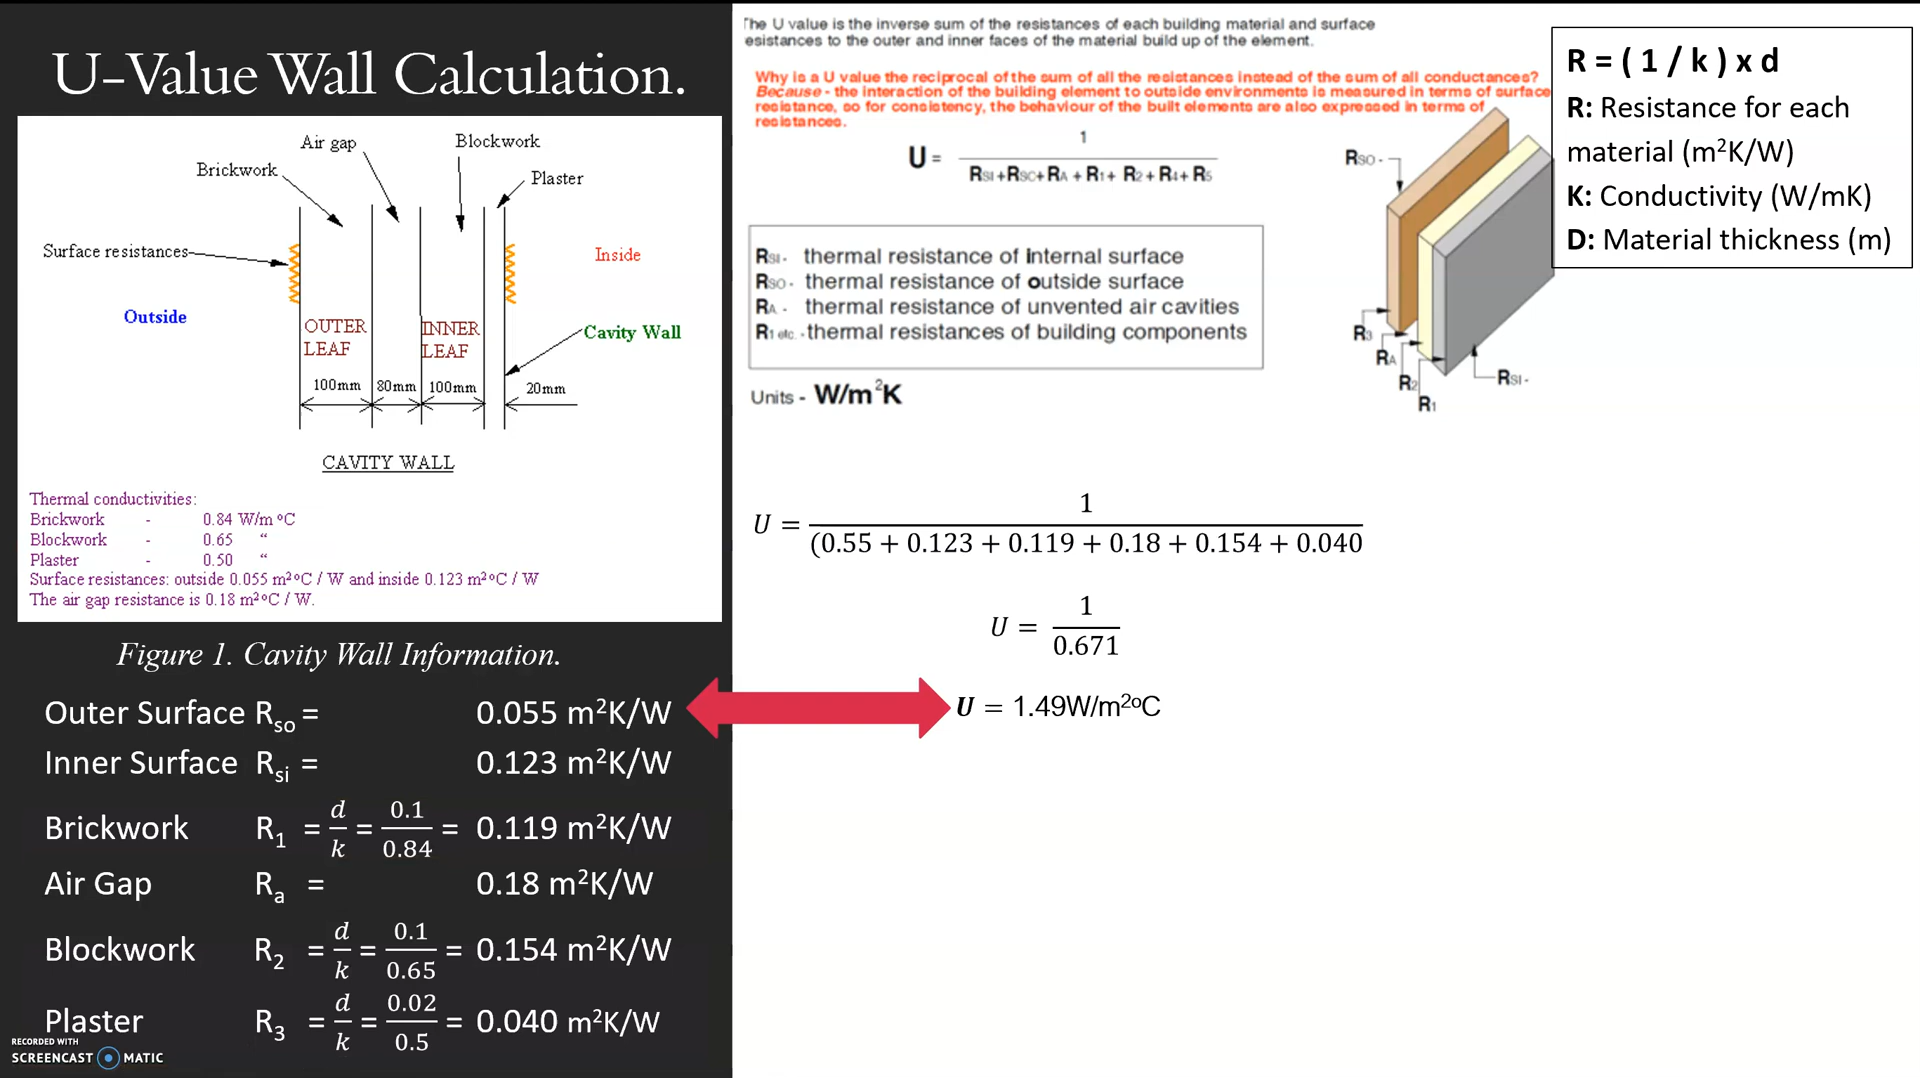 U-Value Wall Calculation.
Air gap
Blockwork
Brickwork
Plaster
Surface resistances
Inside
Outside
OUTER
LEAF
INNER
LEAF
Cavity Wall
100mm
80mm
100mm
20mm
CAVITY WALL
Thermal conductivities:
Brickwork - 0.84 W/m ºC
Blockwork - 0.65 “
Plaster - 0.50 “
Surface resistances: outside 0.055 m²ºC / W and inside 0.123 m²ºC / W
The air gap resistance is 0.18 m²ºC / W.
Figure 1. Cavity Wall Information.
Outer Surface Rso = 0.055 m²K/W
Inner Surface Rsi = 0.123 m²K/W
Brickwork R1 = d/k = 0.1/0.84 = 0.119 m²K/W
Air Gap Ra = 0.18 m²K/W
Blockwork R2 = d/k = 0.1/0.65 = 0.154 m²K/W
Plaster R3 = d/k = 0.02/0.5 = 0.040 m²K/W
RECORDED WITH
SCREENCAST MATIC
The U value is the inverse sum of the resistances of each building material and surface
esistances to the outer and inner faces of the material build up of the element.
Why is a U value the reciprocal of the sum of all the resistances instead of the sum of all conductances?
Because - the interaction of the building element to outside environments is measured in terms of surface
resistance, so for consistency, the behaviour of the built elements are also expressed in terms of
resistances.
U = 1 / RSI+RSO+RA + R1+ R2+ R4+ R5
RSI - thermal resistance of internal surface
RSO - thermal resistance of outside surface
RA - thermal resistance of unvented air cavities
R1 etc. - thermal resistances of building components
Units - W/m²K
RSO -
R3
RA
R2
R1
RSI -
R = ( 1 / k ) x d
R: Resistance for each
material (m²K/W)
K: Conductivity (W/mK)
D: Material thickness (m)
U = 1 / (0.55 + 0.123 + 0.119 + 0.18 + 0.154 + 0.040
U = 1 / 0.671
U = 1.49W/m²ºC